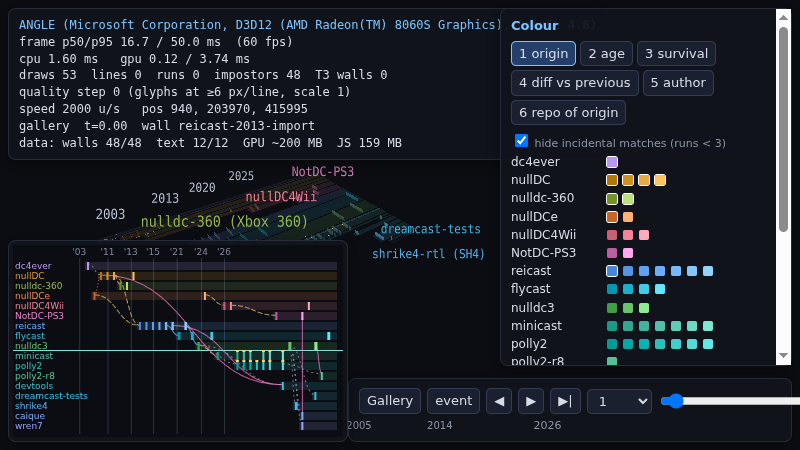 ANGLE (Microsoft Corporation, D3D12 (AMD Radeon(TM) 8060S Graphics)
frame p50/p95 16.7 / 50.0 ms (60 fps)
cpu 1.60 ms gpu 0.12 / 3.74 ms
draws 53 lines 0 runs 0 impostors 48 T3 walls 0
quality step 0 (glyphs at ≥6 px/line, scale 1)
speed 2000 u/s pos 940, 203970, 415995
gallery t=0.00 wall reicast-2013-import
data: walls 48/48 text 12/12 GPU ~200 MB JS 159 MB
Colour
1 origin 2 age 3 survival
4 diff vs previous 5 author
6 repo of origin
hide incidental matches (runs < 3)
dc4ever
nullDC
nulldc-360
nullDCe
nullDC4Wii
NotDC-PS3
reicast
flycast
nulldc3
minicast
polly2
polly2-r8
NotDC-PS3
2025
2020
nullDC4Wii
2013
2003
nulldc-360 (Xbox 360)
dreamcast-tests
shrike4-rtl (SH4)
'03 '11 '13 '15 '21 '24 '26
dc4ever
nullDC
nulldc-360
nullDCe
nullDC4Wii
NotDC-PS3
reicast
flycast
nulldc3
minicast
polly2
polly2-r8
devtools
dreamcast-tests
shrike4
caique
wren7
Gallery event ◀ ▶ ▶| 1
2005 2014 2026